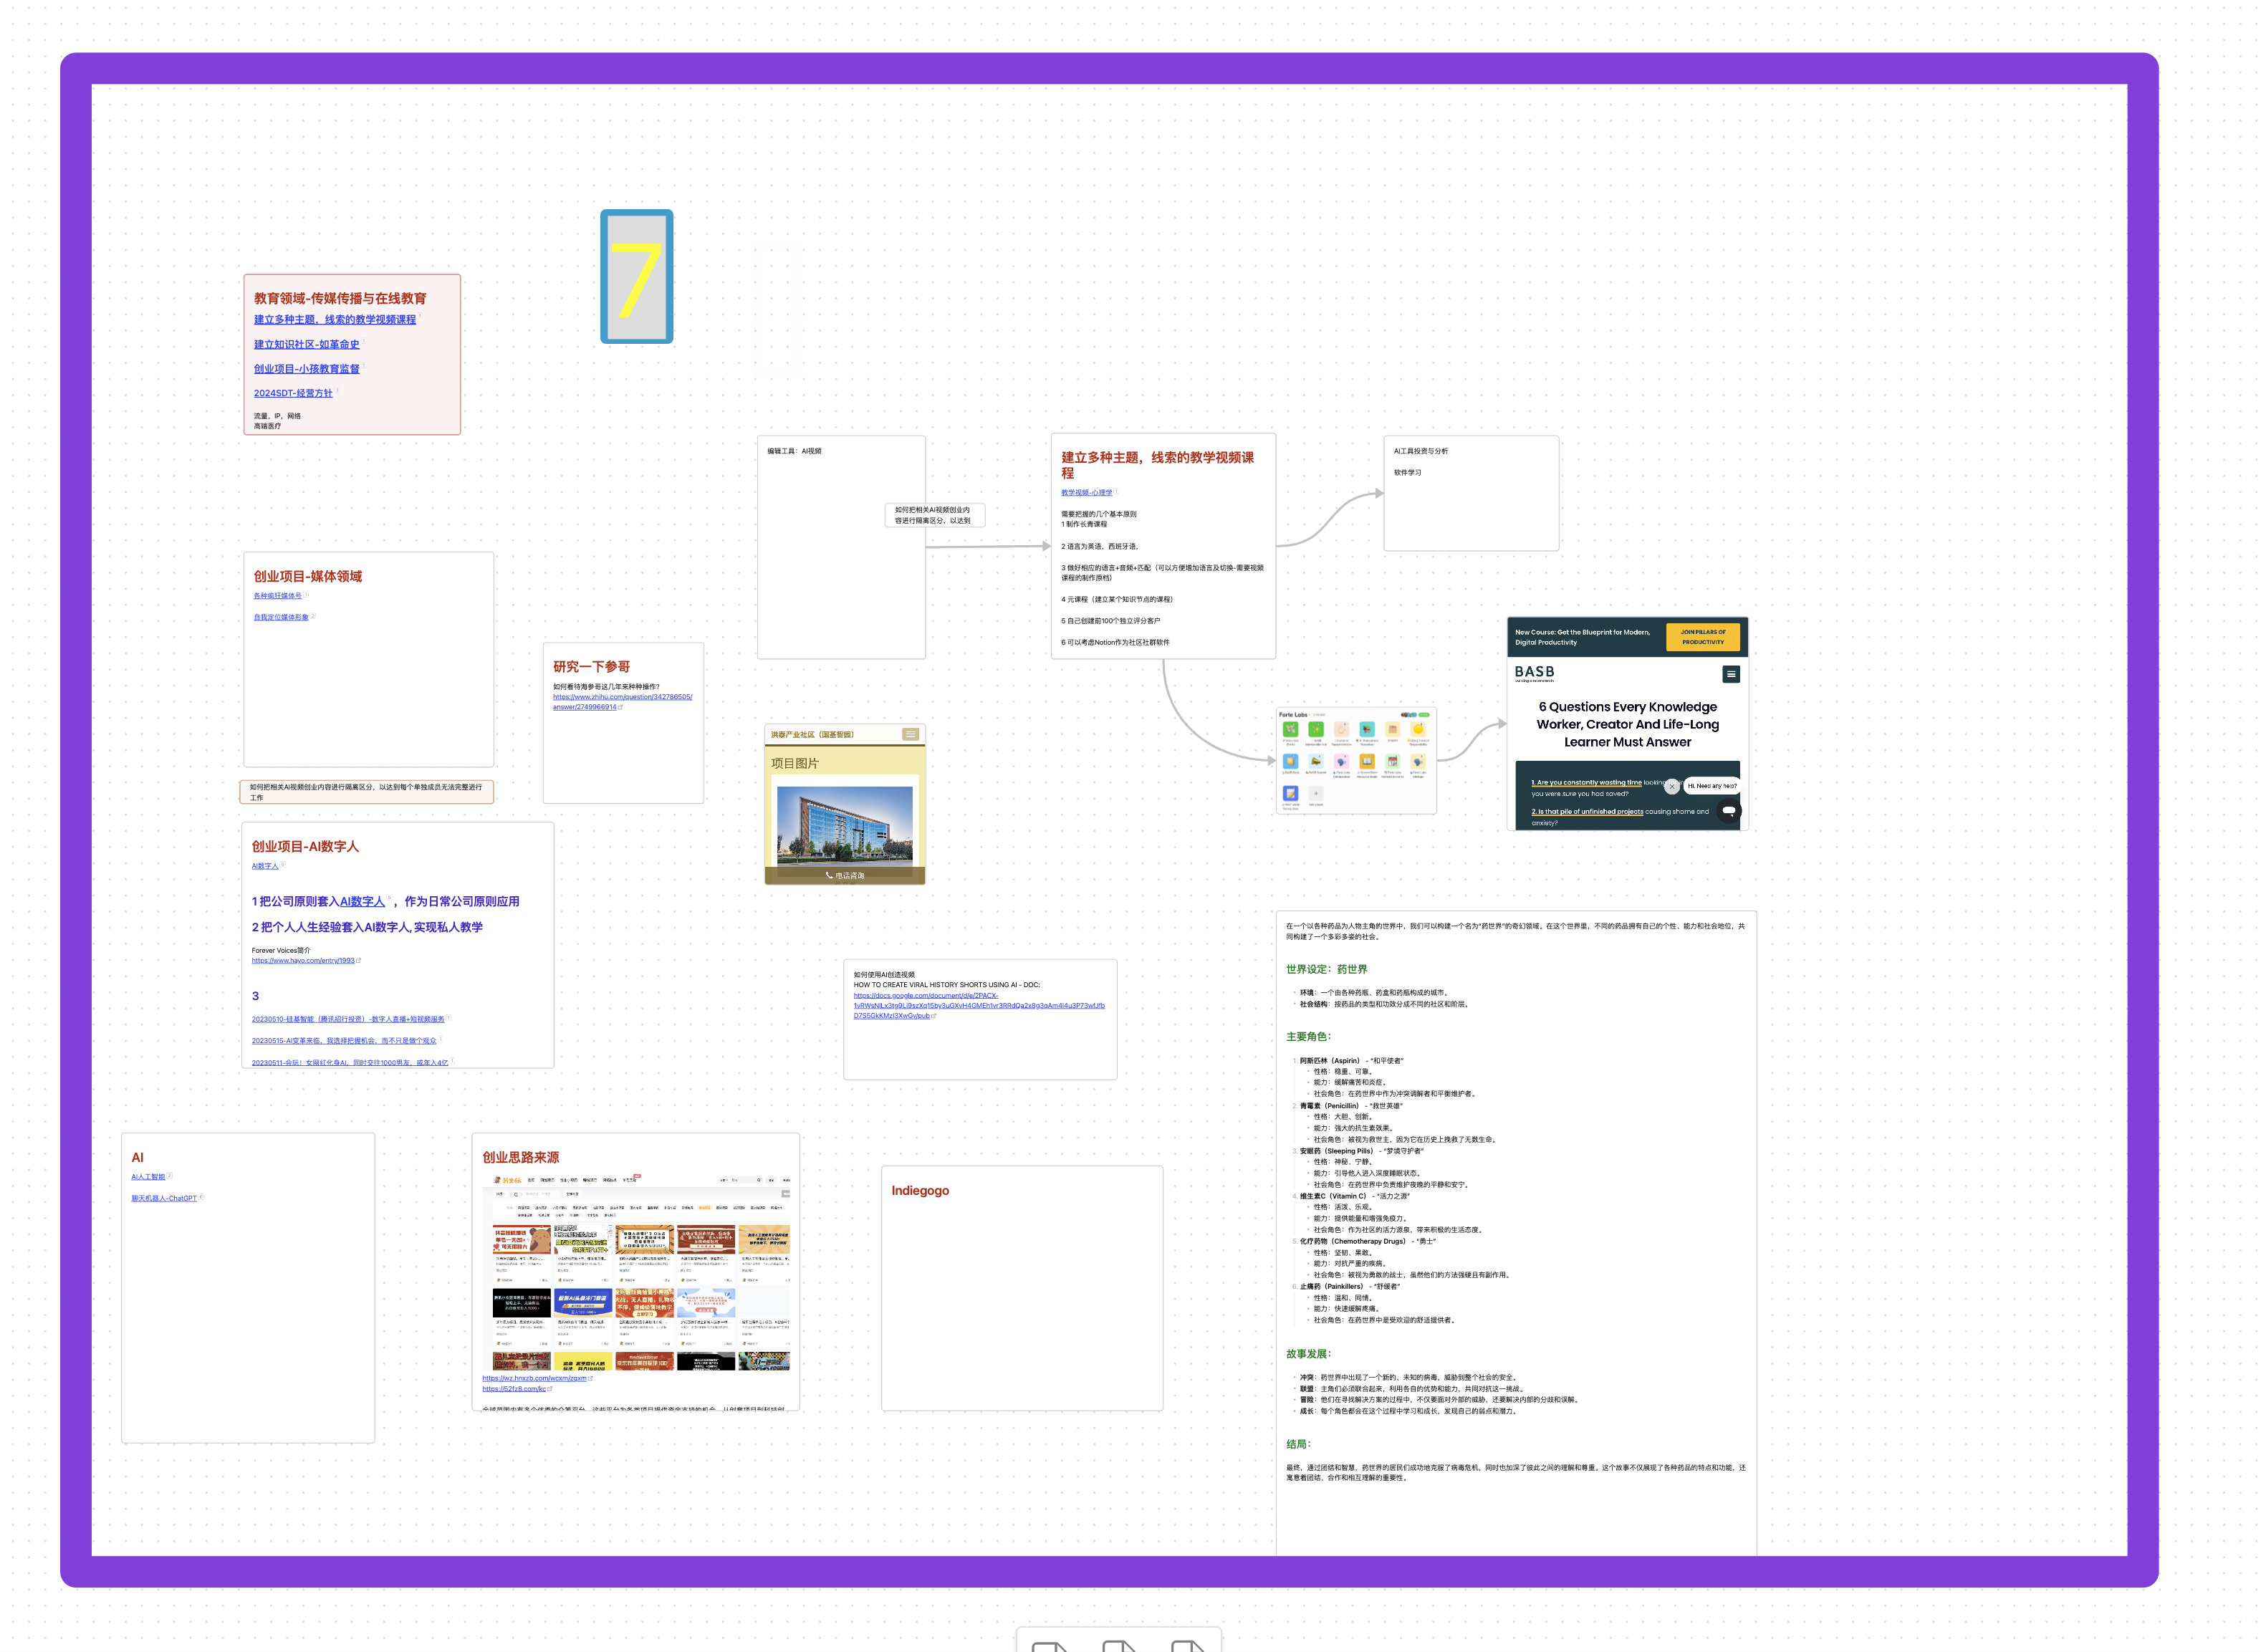 7
教育领域-传媒传播与在线教育
建立多种主题，线索的教学视频课程
建立知识社区-如革命史
创业项目-小孩教育监督
2024SDT-经营方针
流量，IP，网络
高端医疗
编辑工具：AI视频
如何把相关AI视频创业内
容进行隔离区分，以达到
建立多种主题，线索的教学视频课
程
教学视频-心理学
需要把握的几个基本原则
1 制作长青课程
2 语言为英语，西班牙语，
3 做好相应的语言+音频+匹配（可以方便增加语言及切换-需要视频
课程的制作原档）
4 元课程（建立某个知识节点的课程）
5 自己创建前100个独立评分客户
6 可以考虑Notion作为社区社群软件
AI工具投资与分析
软件学习
创业项目-媒体领域
各种疯狂媒体号
自我定位媒体形象
研究一下参哥
如何看待海参哥这几年来种种操作?
https://www.zhihu.com/question/342786505/
answer/2749966914
New Course: Get the Blueprint for Modern,
Digital Productivity
JOIN PILLARS OF
PRODUCTIVITY
BASB
6 Questions Every Knowledge
Worker, Creator And Life-Long
Learner Must Answer
1. Are you constantly wasting time looking
you were sure you had saved?
Hi. Need any help?
2. Is that pile of unfinished projects causing shame and
anxiety?
Forte Labs
洪泰产业社区（国基智园）
项目图片
电话咨询
如何把相关AI视频创业内容进行隔离区分，以达到每个单独成员无法完整进行
工作
创业项目-AI数字人
AI数字人
1 把公司原则套入AI数字人，作为日常公司原则应用
2 把个人人生经验套入AI数字人, 实现私人教学
Forever Voices简介
https://www.hayo.com/entry/1993
3
20230510-硅基智能（腾讯招行投资）-数字人直播+短视频服务
20230515-AI变革来临，我选择把握机会，而不只是做个观众
20230511-会玩！女网红化身AI，同时交往1000男友，或年入4亿
如何使用AI创造视频
HOW TO CREATE VIRAL HISTORY SHORTS USING AI - DOC:
https://docs.google.com/document/d/e/2PACX-
1vRWsNILx3tq9Li9szXq15by3uGXvH4GMEh1vr3RRdQa2x8g3qAm4l4u3P73wfJfb
D7S5GkKMzI3XwGv/pub
AI
AI人工智能
聊天机器人-ChatGPT
创业思路来源
https://wz.hnxzb.com/wcxm/zqxm
https://52fz8.com/kc
全球范围内有多个优秀的众筹平台，这些平台为各类项目提供资金支持的机会，从创意项目到科技创
Indiegogo
在一个以各种药品为人物主角的世界中，我们可以构建一个名为“药世界”的奇幻领域。在这个世界里，不同的药品拥有自己的个性、能力和社会地位，共
同构建了一个多彩多姿的社会。
世界设定：药世界
环境：一个由各种药瓶、药盒和药瓶构成的城市。
社会结构：按药品的类型和功效分成不同的社区和阶层。
主要角色：
1. 阿斯匹林（Aspirin） - “和平使者”
性格：稳重、可靠。
能力：缓解痛苦和炎症。
社会角色：在药世界中作为冲突调解者和平衡维护者。
2. 青霉素（Penicillin） - “救世英雄”
性格：大胆、创新。
能力：强大的抗生素效果。
社会角色：被视为救世主，因为它在历史上挽救了无数生命。
3. 安眠药（Sleeping Pills） - “梦境守护者”
性格：神秘、宁静。
能力：引导他人进入深度睡眠状态。
社会角色：在药世界中负责维护夜晚的平静和安宁。
4. 维生素C（Vitamin C） - “活力之源”
性格：活泼、乐观。
能力：提供能量和增强免疫力。
社会角色：作为社区的活力源泉，带来积极的生活态度。
5. 化疗药物（Chemotherapy Drugs） - “勇士”
性格：坚韧、果敢。
能力：对抗严重的疾病。
社会角色：被视为勇敢的战士，虽然他们的方法强硬且有副作用。
6. 止痛药（Painkillers） - “舒缓者”
性格：温和、同情。
能力：快速缓解疼痛。
社会角色：在药世界中是受欢迎的舒适提供者。
故事发展：
冲突：药世界中出现了一个新的、未知的病毒，威胁到整个社会的安全。
联盟：主角们必须联合起来，利用各自的优势和能力，共同对抗这一挑战。
冒险：他们在寻找解决方案的过程中，不仅要面对外部的威胁，还要解决内部的分歧和误解。
成长：每个角色都会在这个过程中学习和成长，发现自己的弱点和潜力。
结局：
最终，通过团结和智慧，药世界的居民们成功地克服了病毒危机，同时也加深了彼此之间的理解和尊重。这个故事不仅展现了各种药品的特点和功能，还
寓意着团结、合作和相互理解的重要性。